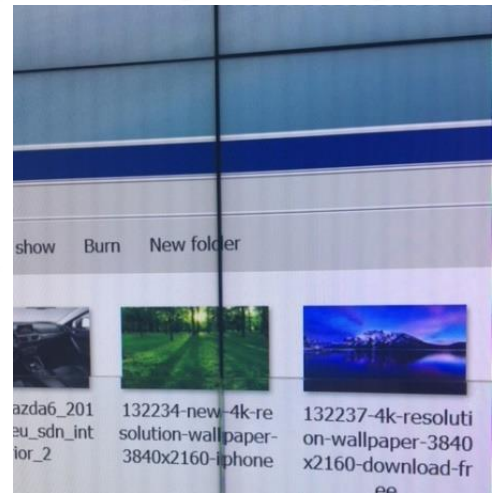 show Burn New folder
azda6_201
eu_sdn_int
ior_2
132234-new-4k-re
solution-wallpaper-
3840x2160-iphone
132237-4k-resoluti
on-wallpaper-3840
x2160-download-fr
ee